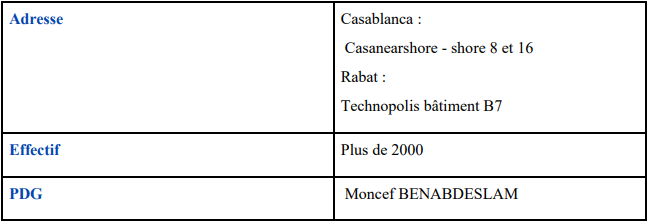 Adresse
Casablanca :
Casanearshore - shore 8 et 16
Rabat :
Technopolis bâtiment B7
Effectif
Plus de 2000
PDG
Moncef BENABDESLAM